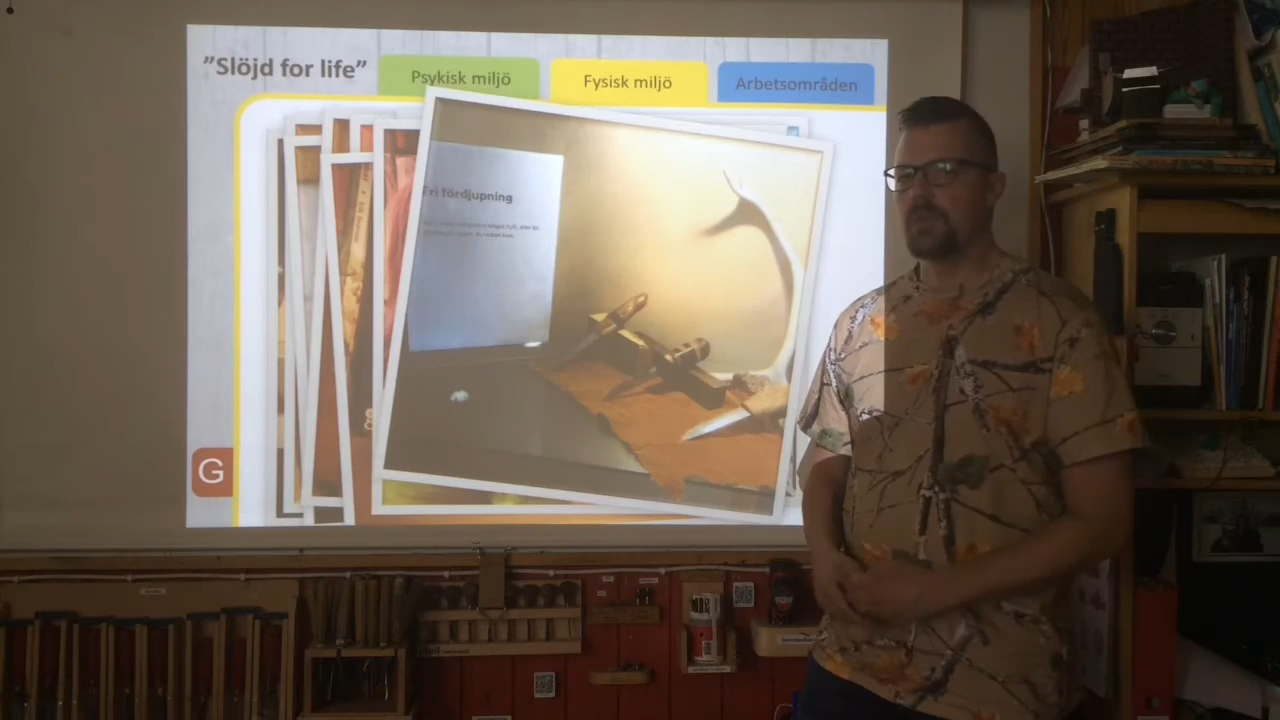 "Slöjd for life"
Psykisk miljö
Fysisk miljö
Arbetsområden
Fri fördjupning
G